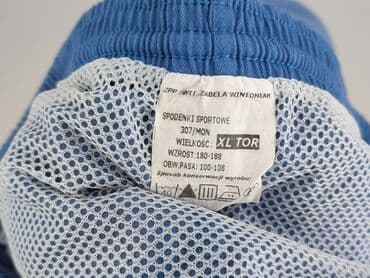 ZPP ŚWIT IZABELA WINTONIAK
SPODENKI SPORTOWE
307/MON
WIELKOŚĆ: XL TOR
WZROST: 180-188
OBW. PASA: 100-108
Sposób konserwacji wyrobu: